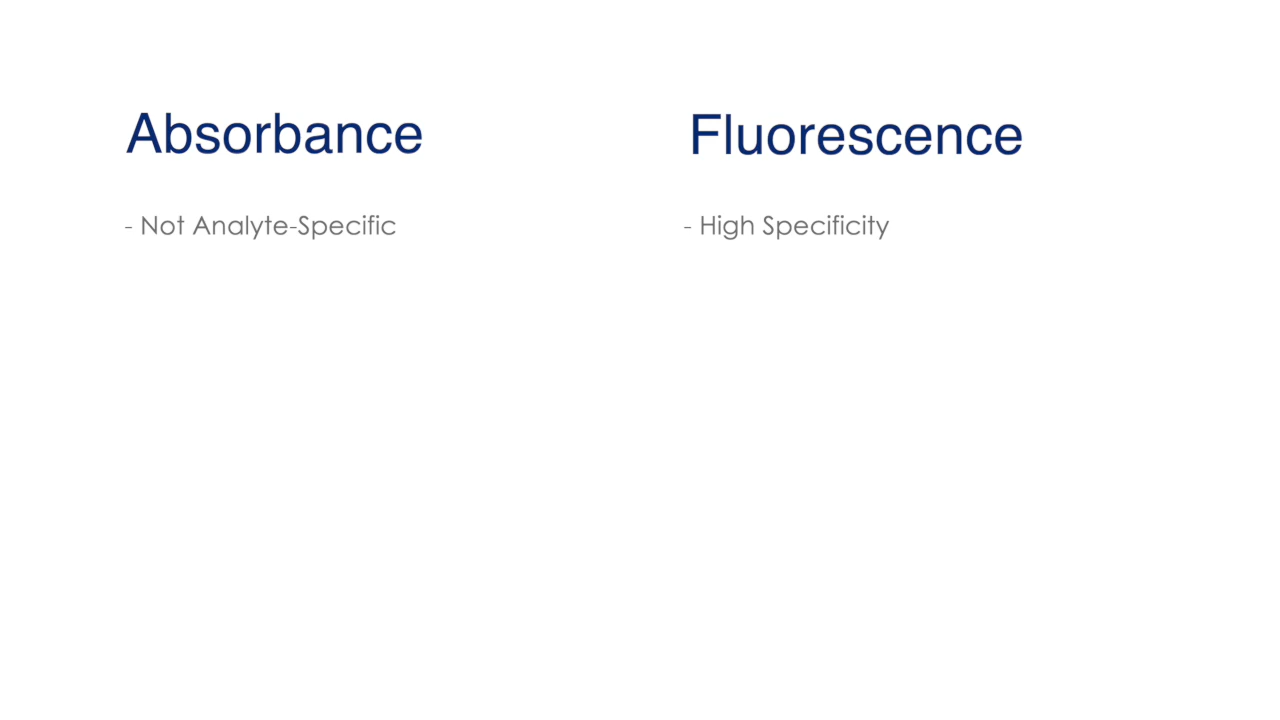 Absorbance
- Not Analyte-Specific
Fluorescence
- High Specificity